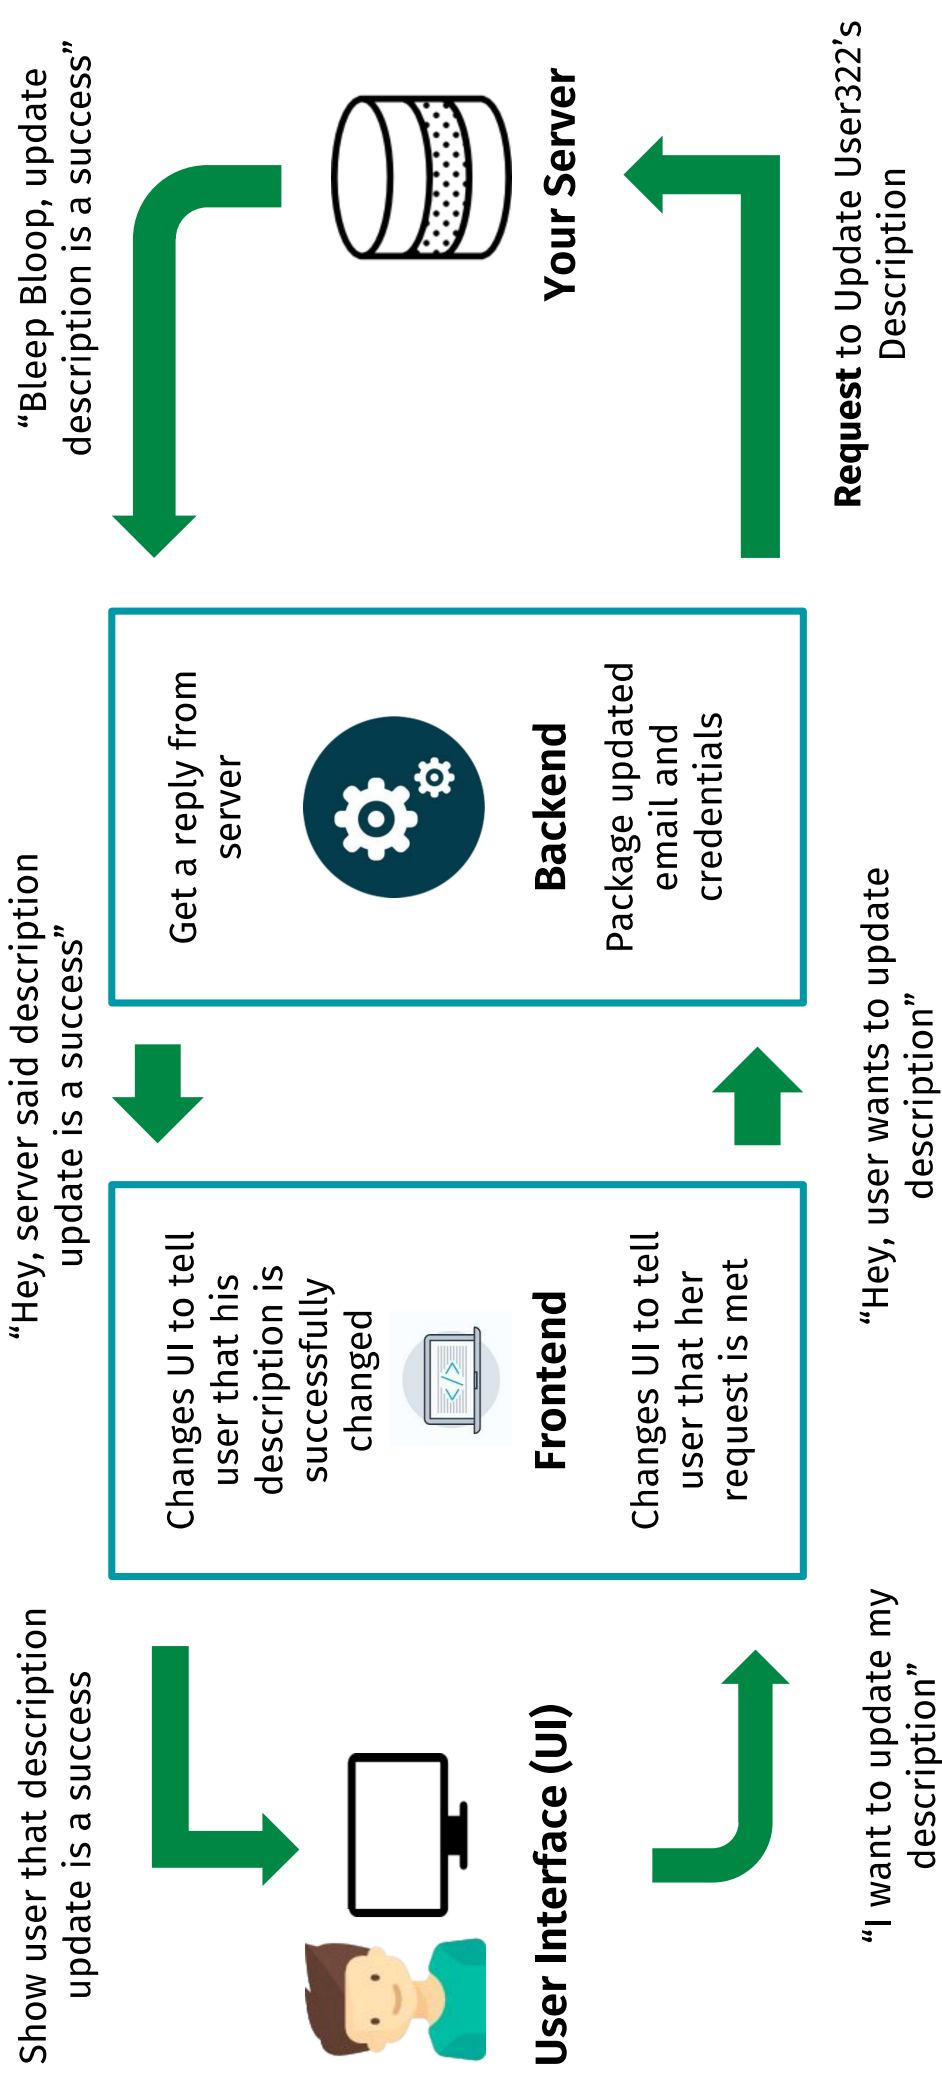 Show user that description
update is a success
“Hey, server said description
update is a success”
“Bleep Bloop, update
description is a success”
Changes UI to tell
user that his
description is
successfully
changed
</>
Get a reply from
server
User Interface (UI)
Frontend
Backend
Your Server
Changes UI to tell
user that her
request is met
Package updated
email and
credentials
“I want to update my
description”
“Hey, user wants to update
description”
Request to Update User322’s
Description